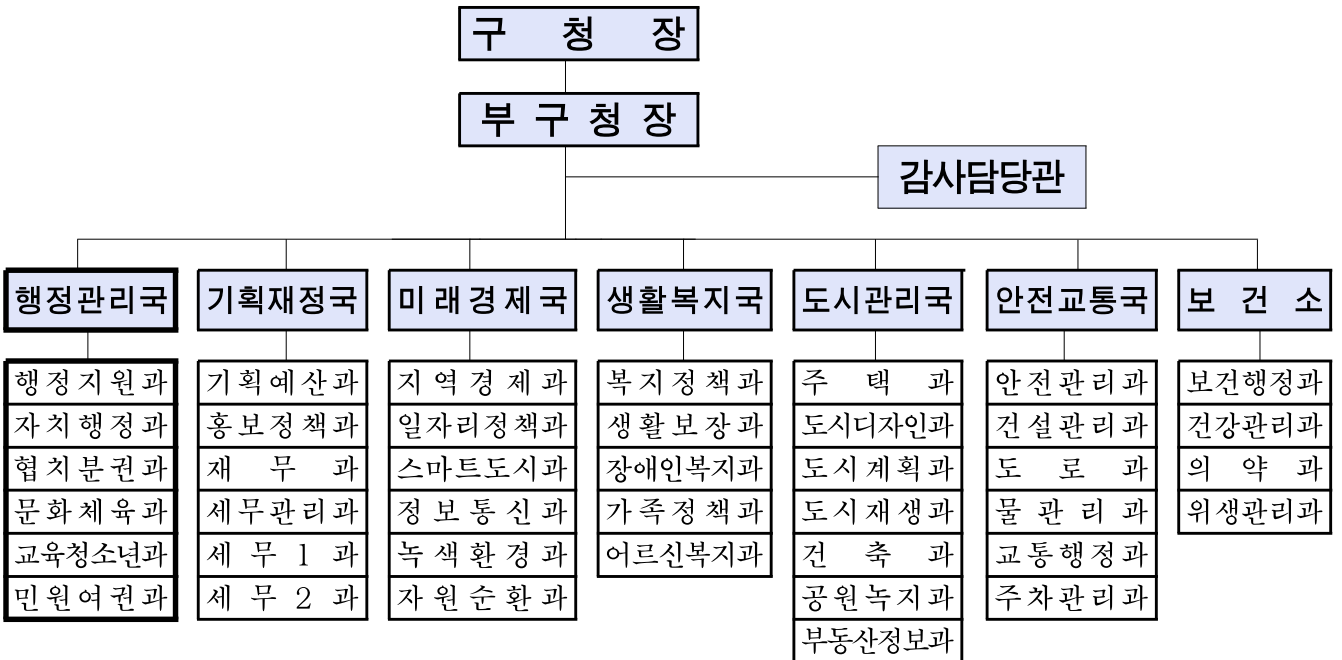 구 청 장
부 구 청 장
감사담당관
행정관리국 기획재정국 미래경제국 생활복지국 도시관리국 안전교통국 보 건 소
행정지원과 기획예산과 지역경제과 복지정책과 주 택 과 안전관리과 보건행정과
자치행정과 홍보정책과 일자리정책과 생활보장과 도시디자인과 건설관리과 건강관리과
협치분권과 재 무 과 스마트도시과 장애인복지과 도시계획과 도 로 과 의 약 과
문화체육과 세무관리과 정보통신과 가족정책과 도시재생과 물 관 리 과 위생관리과
교육청소년과 세 무 1 과 녹색환경과 어르신복지과 건 축 과 교통행정과
민원여권과 세 무 2 과 자원순환과 공원녹지과 주차관리과
부동산정보과